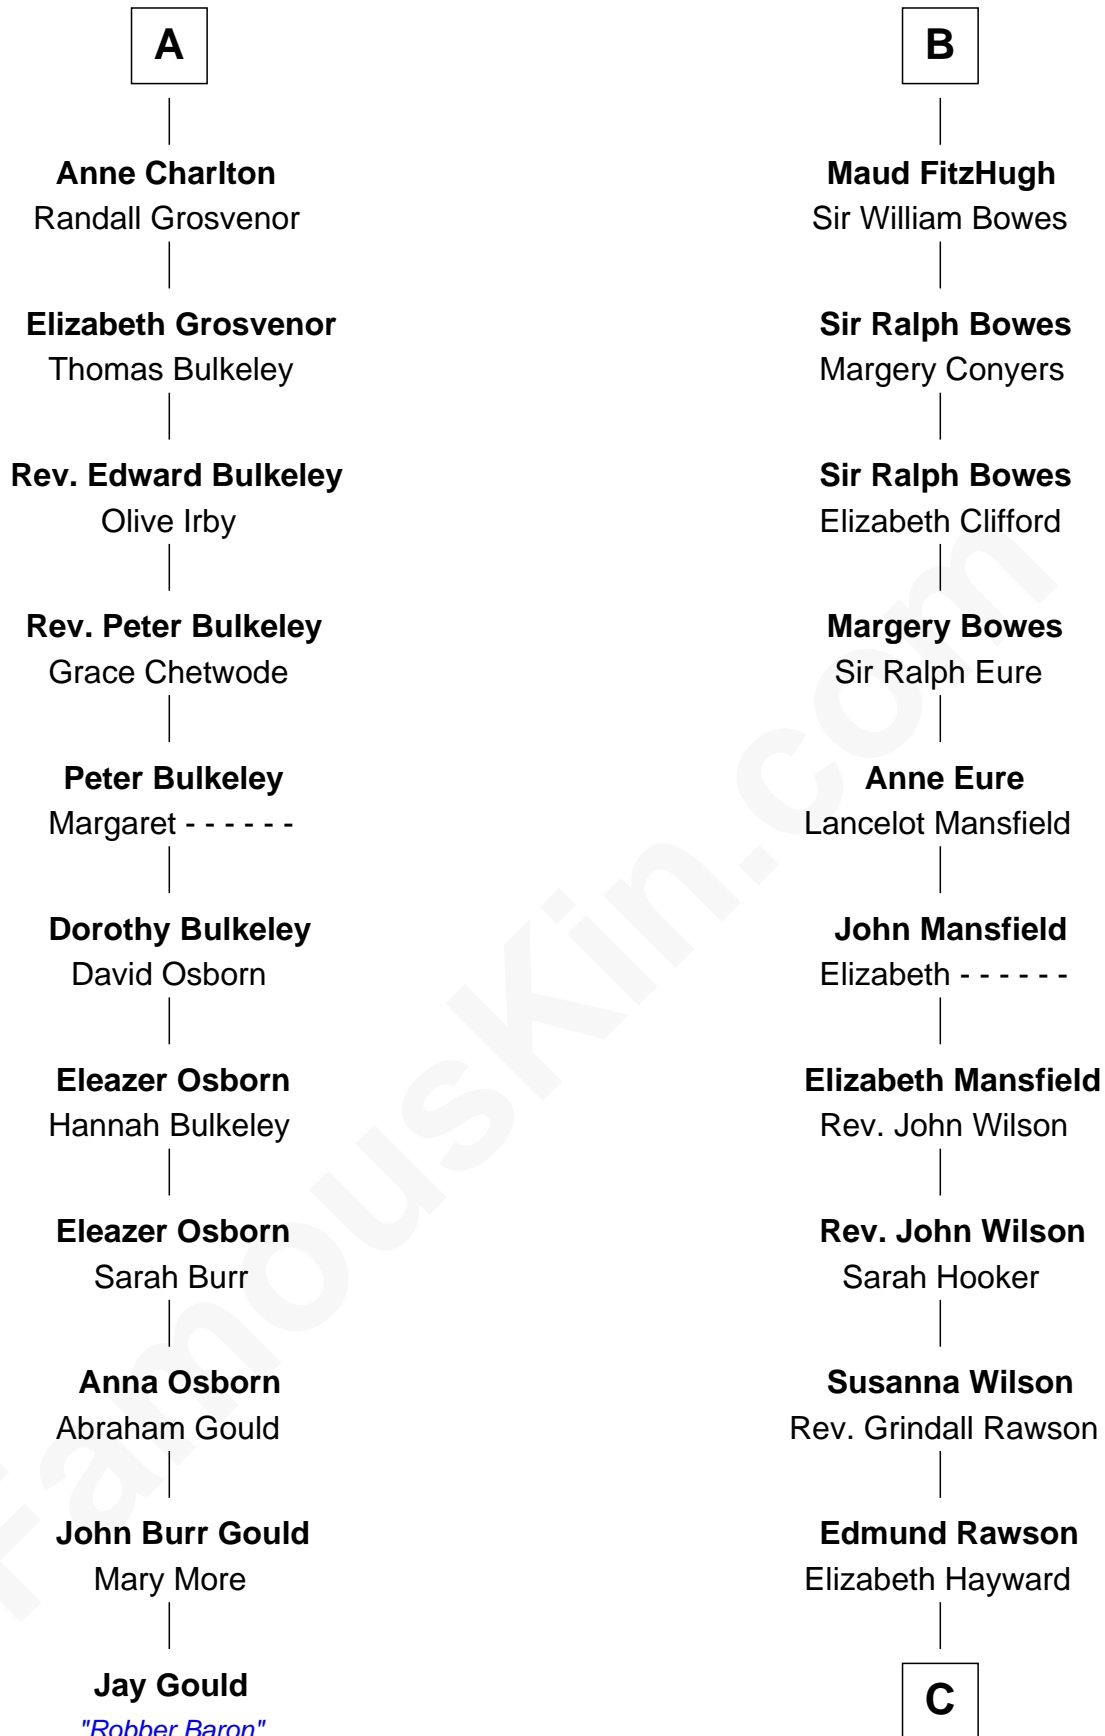 A
Anne Charlton
Randall Grosvenor
Elizabeth Grosvenor
Thomas Bulkeley
Rev. Edward Bulkeley
Olive Irby
Rev. Peter Bulkeley
Grace Chetwode
Peter Bulkeley
Margaret - - - - - -
Dorothy Bulkeley
David Osborn
Eleazer Osborn
Hannah Bulkeley
Eleazer Osborn
Sarah Burr
Anna Osborn
Abraham Gould
John Burr Gould
Mary More
Jay Gould
"Robber Baron"
B
Maud FitzHugh
Sir William Bowes
Sir Ralph Bowes
Margery Conyers
Sir Ralph Bowes
Elizabeth Clifford
Margery Bowes
Sir Ralph Eure
Anne Eure
Lancelot Mansfield
John Mansfield
Elizabeth - - - - - -
Elizabeth Mansfield
Rev. John Wilson
Rev. John Wilson
Sarah Hooker
Susanna Wilson
Rev. Grindall Rawson
Edmund Rawson
Elizabeth Hayward
C
FamousKin.com